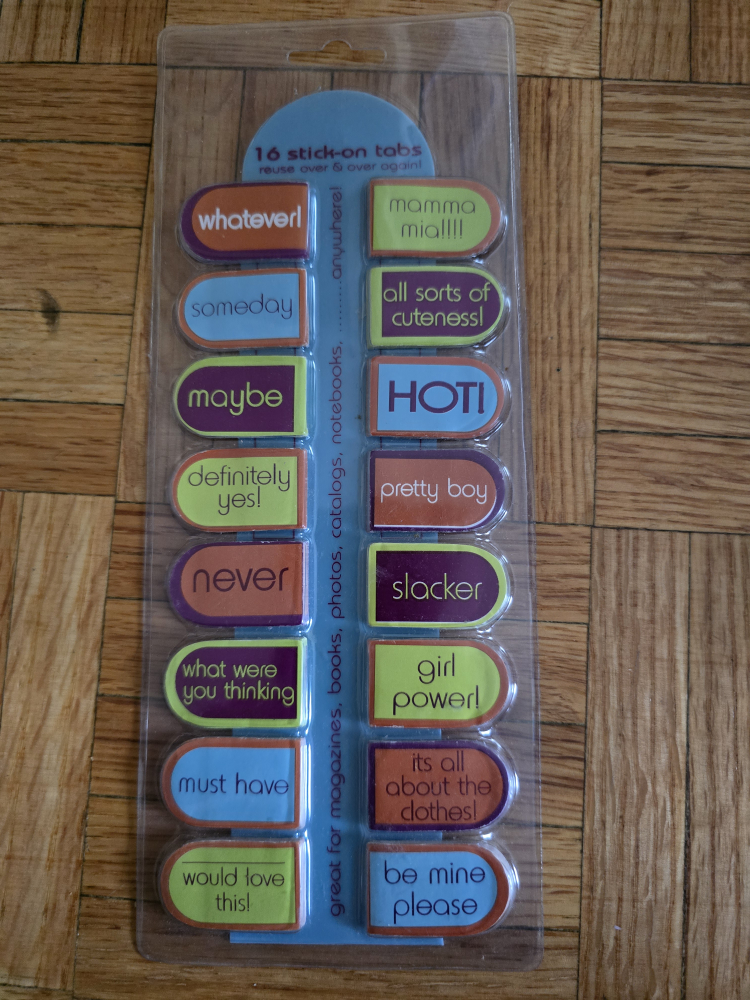 16 stick-on tabs
reuse over & over again!
great for magazines, books, photos, catalogs, notebooks, .........anywhere!
whatever!
someday
maybe
definitely
yes!
never
what were
you thinking
must have
would love
this!
mamma
mia!!!!
all sorts of
cuteness!
HOT!
pretty boy
slacker
girl
power!
its all
about the
clothes!
be mine
please